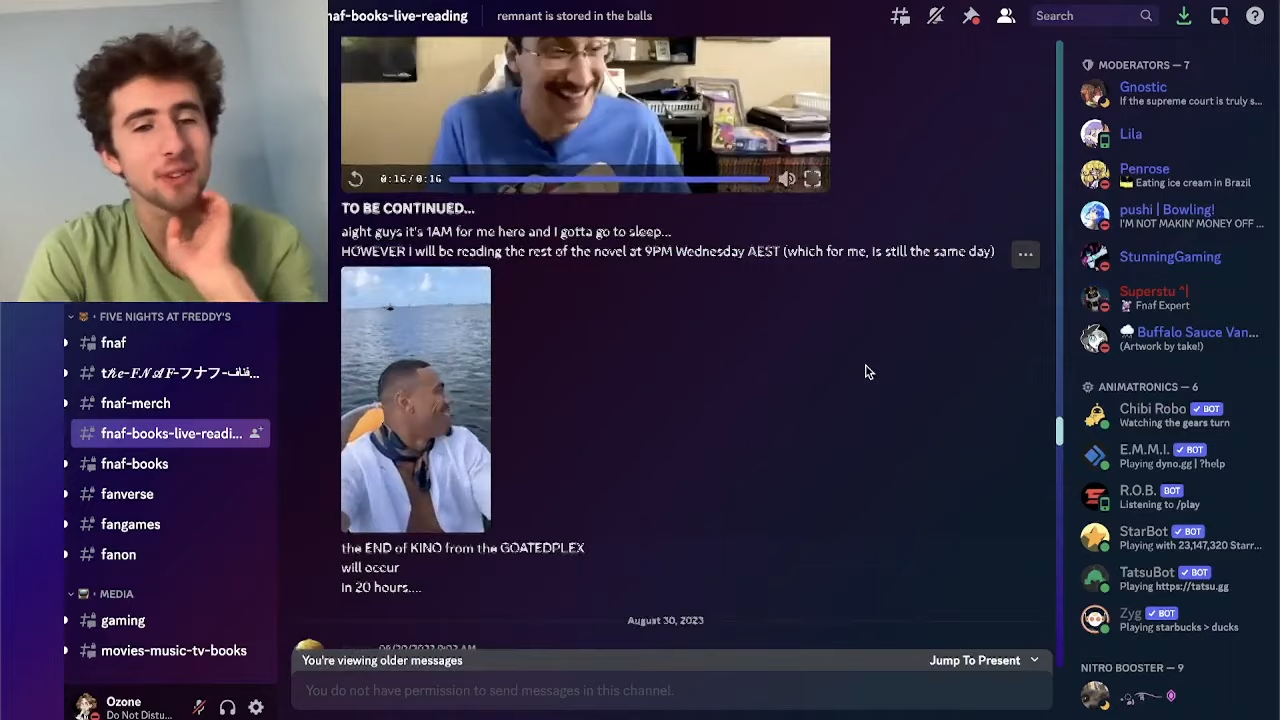 fnaf-books-live-reading
remnant is stored in the balls
Search
0:16/0:16
TO BE CONTINUED...
aight guys it's 1AM for me here and I gotta go to sleep...
HOWEVER I will be reading the rest of the novel at 9PM Wednesday AEST (which for me, is still the same day)
the END of KINO from the GOATEDPLEX
will occur
in 20 hours....
August 30, 2023
You're viewing older messages
Jump To Present
You do not have permission to send messages in this channel.
FIVE NIGHTS AT FREDDY'S
fnaf
fnaf-merch
fnaf-books-live-readi...
fnaf-books
fanverse
fangames
fanon
MEDIA
gaming
movies-music-tv-books
Ozone
Do Not Distu...
MODERATORS — 7
Gnostic
If the supreme court is truly s...
Lila
Penrose
Eating ice cream in Brazil
pushi | Bowling!
I'M NOT MAKIN' MONEY OFF ...
StunningGaming
Superstu ^|
Fnaf Expert
Buffalo Sauce Van...
(Artwork by take!)
ANIMATRONICS — 6
Chibi Robo BOT
Watching the gears turn
E.M.M.I. BOT
Playing dyno.gg | ?help
R.O.B. BOT
Listening to /play
StarBot BOT
Playing with 23,147,320 Starr...
TatsuBot BOT
Playing https://tatsu.gg
Zyg BOT
Playing starbucks > ducks
NITRO BOOSTER — 9